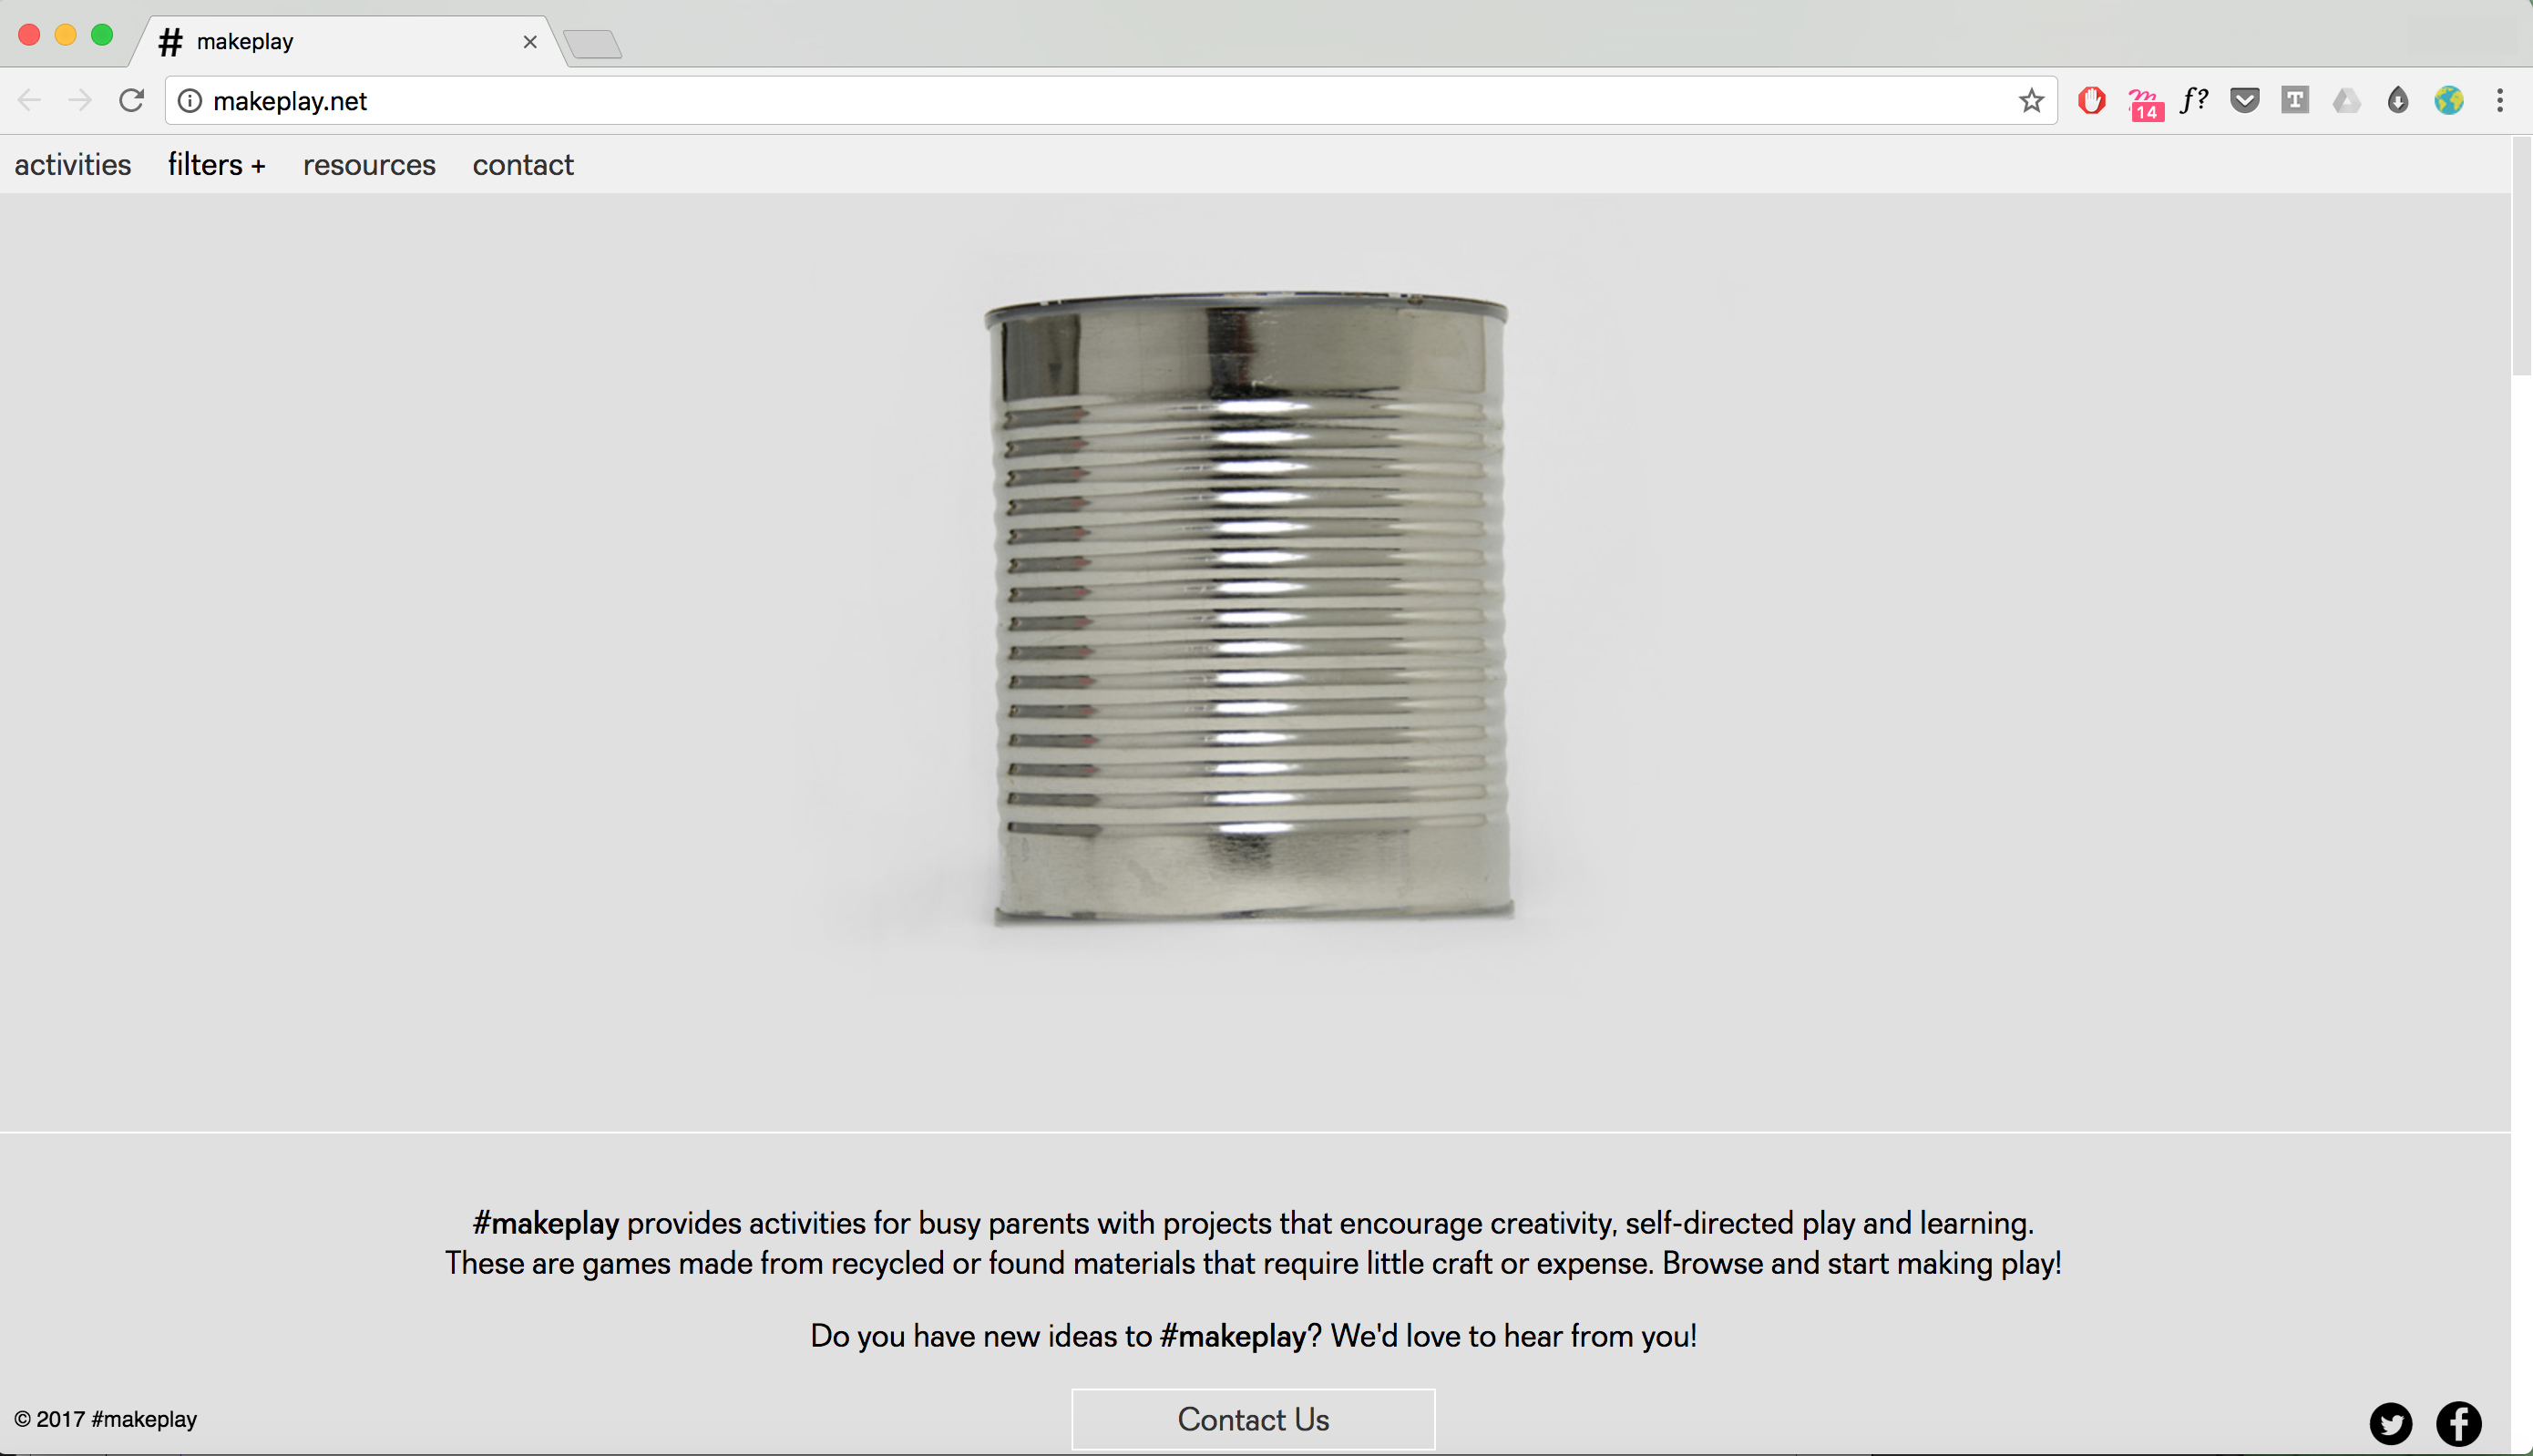 # makeplay
makeplay.net
14
f?
T
activities filters + resources contact
#makeplay provides activities for busy parents with projects that encourage creativity, self-directed play and learning.
These are games made from recycled or found materials that require little craft or expense. Browse and start making play!
Do you have new ideas to #makeplay? We'd love to hear from you!
Contact Us
© 2017 #makeplay